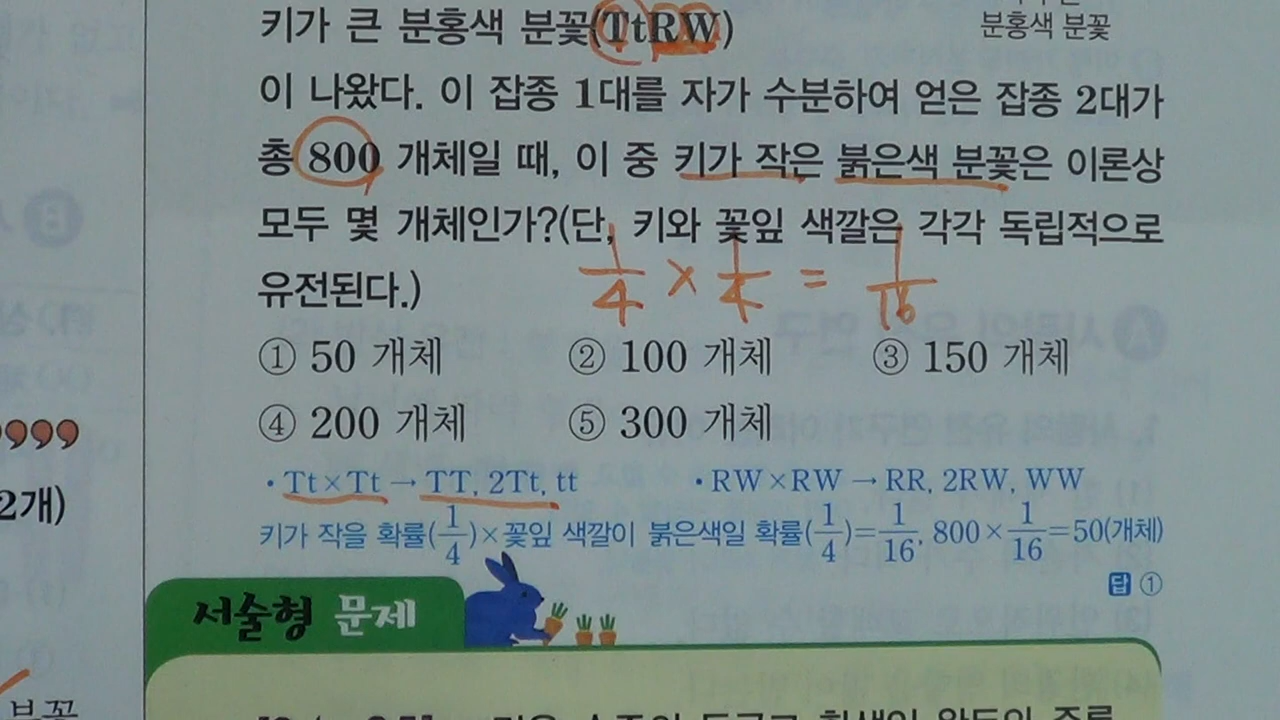 키가 큰 분홍색 분꽃(TtRW)
분홍색 분꽃
이 나왔다. 이 잡종 1대를 자가 수분하여 얻은 잡종 2대가
총 800 개체일 때, 이 중 키가 작은 붉은색 분꽃은 이론상
모두 몇 개체인가?(단, 키와 꽃잎 색깔은 각각 독립적으로
유전된다.)
1/4 × 1/4 = 1/16
① 50 개체 ② 100 개체 ③ 150 개체
④ 200 개체 ⑤ 300 개체
• Tt×Tt → TT, 2Tt, tt • RW×RW → RR, 2RW, WW
키가 작을 확률(1/4)×꽃잎 색깔이 붉은색일 확률(1/4)=1/16, 800×1/16=50(개체)
답 ①
서술형 문제
2개)
분꽃